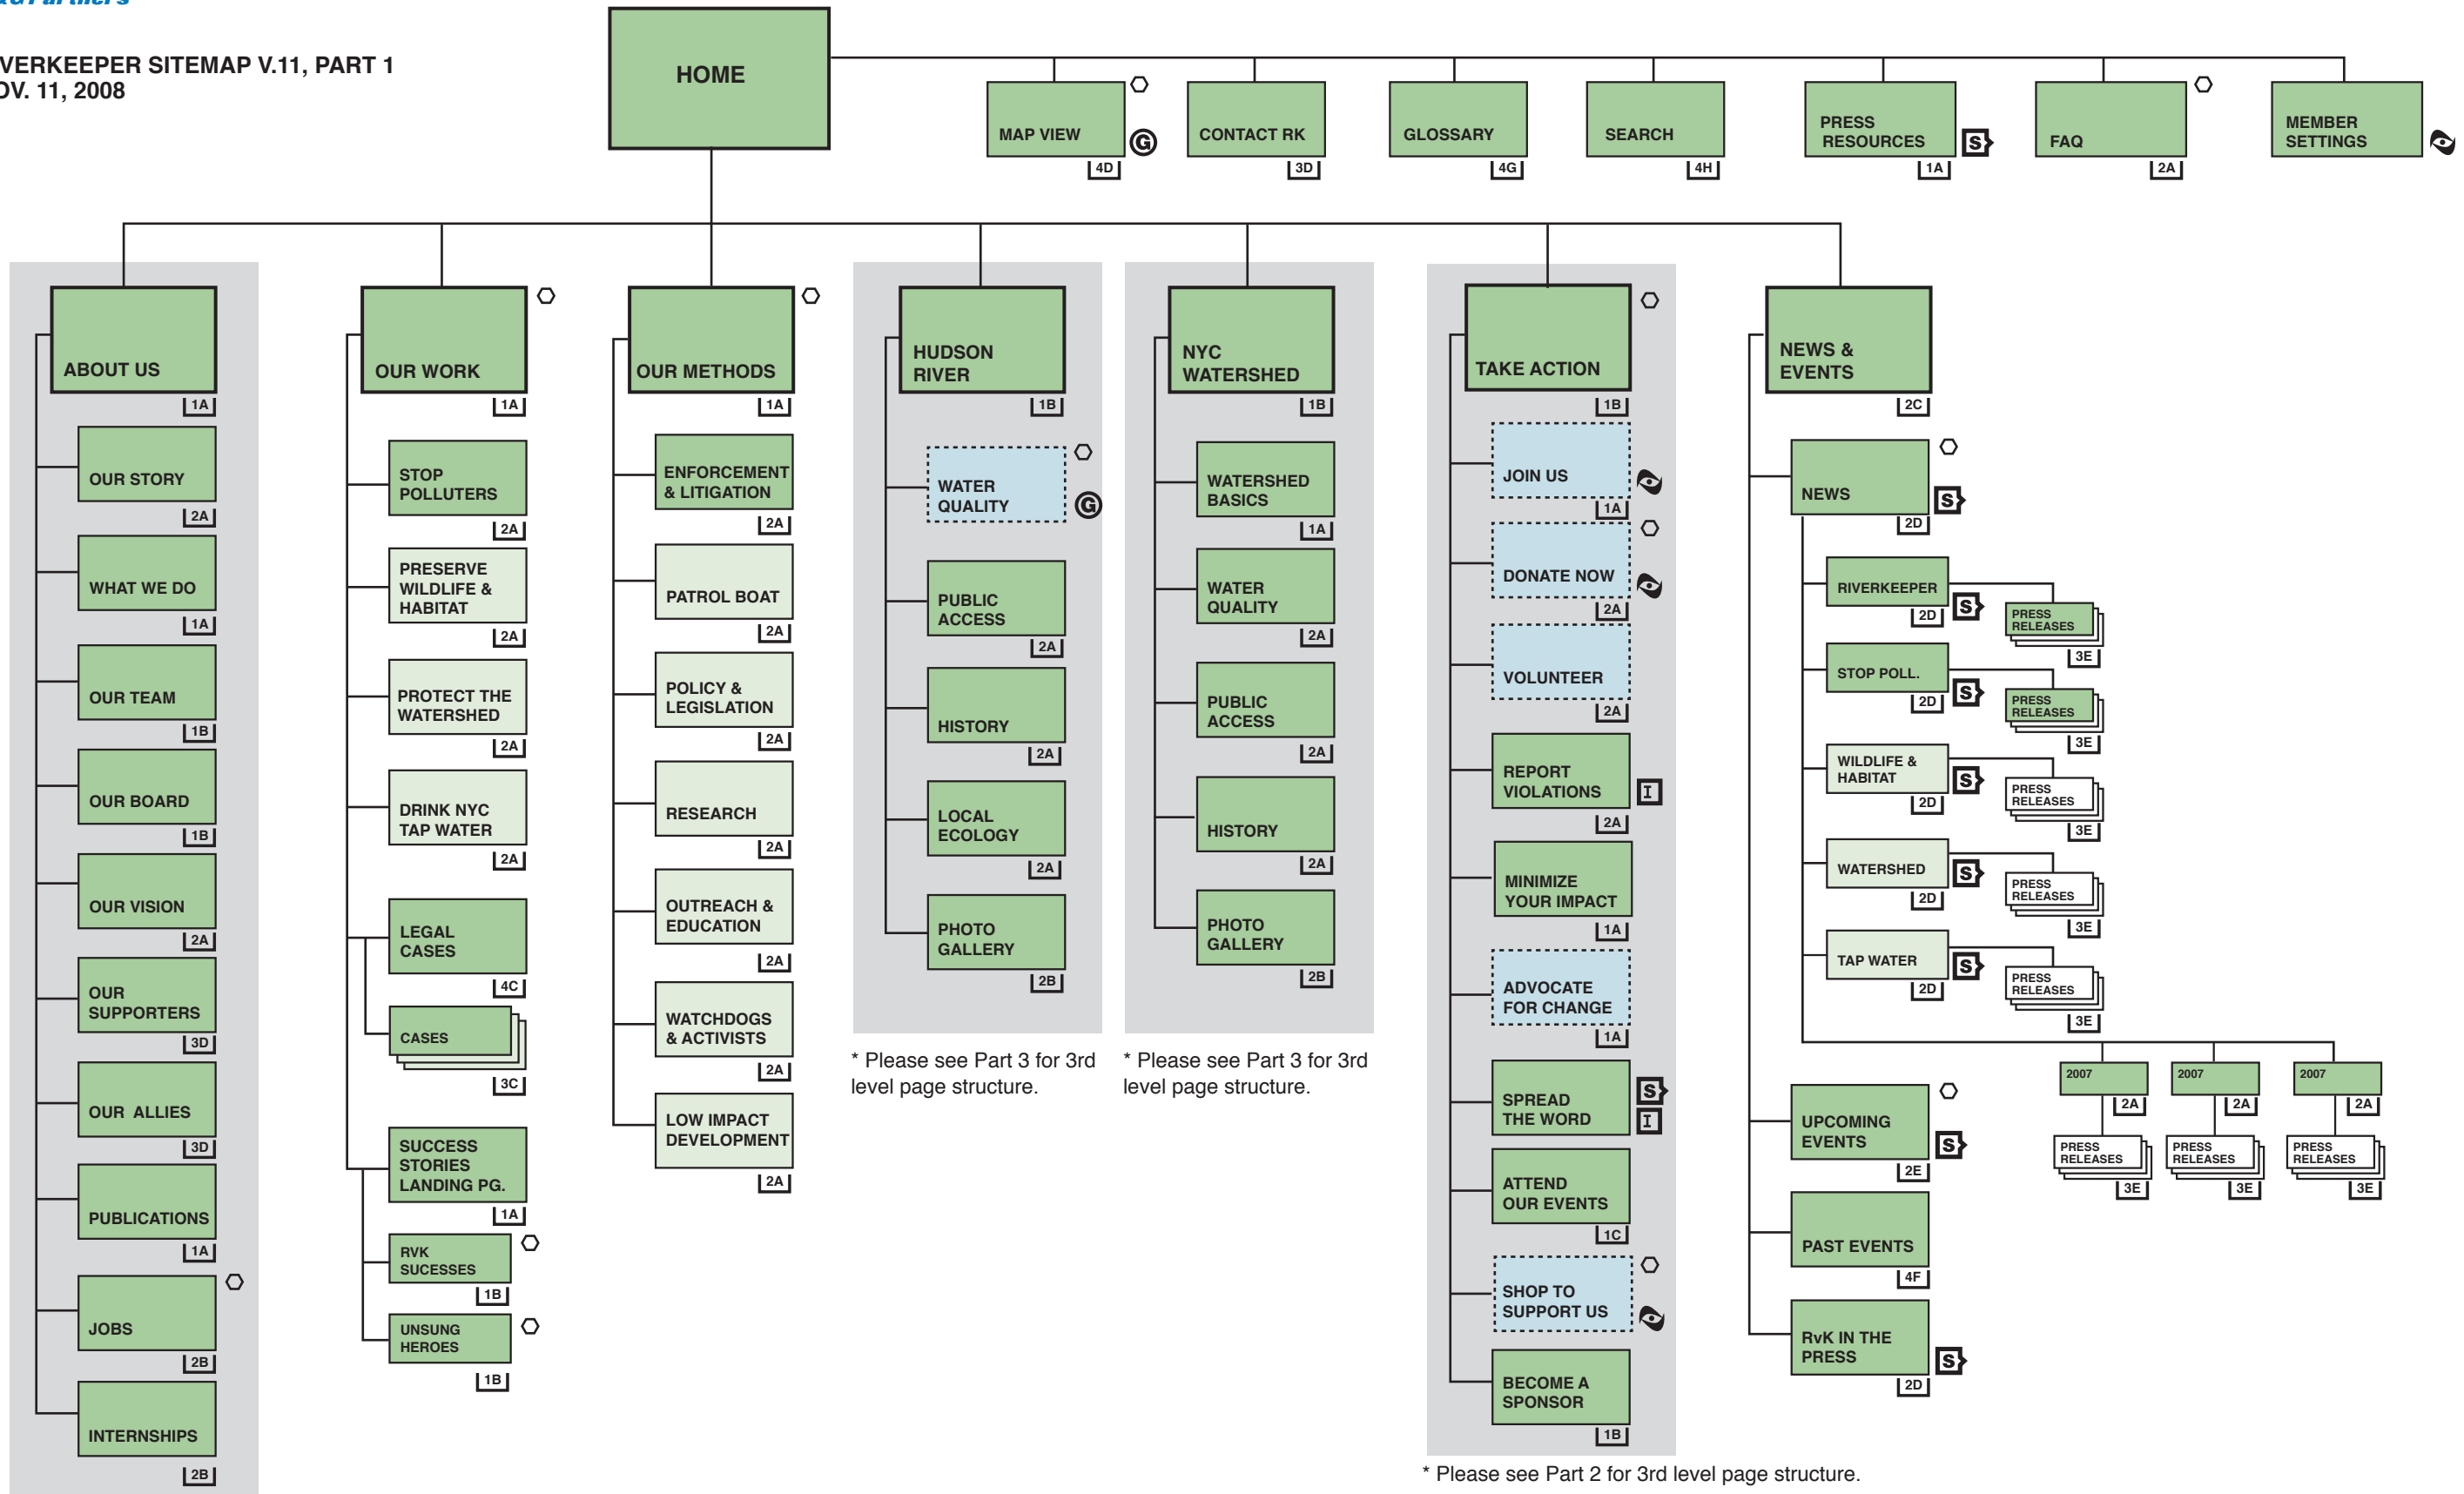 &G Partners
VERKEEPER SITEMAP V.11, PART 1
OV. 11, 2008
HOME
MAP VIEW
G
4D
CONTACT RK
3D
GLOSSARY
4G
SEARCH
4H
PRESS
RESOURCES
S
1A
FAQ
2A
MEMBER
SETTINGS
ABOUT US
1A
OUR STORY
2A
WHAT WE DO
1A
OUR TEAM
1B
OUR BOARD
1B
OUR VISION
2A
OUR
SUPPORTERS
3D
OUR ALLIES
3D
PUBLICATIONS
1A
JOBS
2B
INTERNSHIPS
2B
OUR WORK
1A
STOP
POLLUTERS
2A
PRESERVE
WILDLIFE &
HABITAT
2A
PROTECT THE
WATERSHED
2A
DRINK NYC
TAP WATER
2A
LEGAL
CASES
4C
CASES
3C
SUCCESS
STORIES
LANDING PG.
1A
RVK
SUCESSES
1B
UNSUNG
HEROES
1B
OUR METHODS
1A
ENFORCEMENT
& LITIGATION
2A
PATROL BOAT
2A
POLICY &
LEGISLATION
2A
RESEARCH
2A
OUTREACH &
EDUCATION
2A
WATCHDOGS
& ACTIVISTS
2A
LOW IMPACT
DEVELOPMENT
2A
HUDSON
RIVER
1B
WATER
QUALITY
G
PUBLIC
ACCESS
2A
HISTORY
2A
LOCAL
ECOLOGY
2A
PHOTO
GALLERY
2B
* Please see Part 3 for 3rd
level page structure.
NYC
WATERSHED
1B
WATERSHED
BASICS
1A
WATER
QUALITY
2A
PUBLIC
ACCESS
2A
HISTORY
2A
PHOTO
GALLERY
2B
* Please see Part 3 for 3rd
level page structure.
TAKE ACTION
1B
JOIN US
1A
DONATE NOW
2A
VOLUNTEER
2A
REPORT
VIOLATIONS
I
2A
MINIMIZE
YOUR IMPACT
1A
ADVOCATE
FOR CHANGE
1A
SPREAD
THE WORD
S
I
ATTEND
OUR EVENTS
1C
SHOP TO
SUPPORT US
BECOME A
SPONSOR
1B
* Please see Part 2 for 3rd level page structure.
NEWS &
EVENTS
2C
NEWS
S
2D
RIVERKEEPER
S
2D
PRESS
RELEASES
3E
STOP POLL.
S
2D
PRESS
RELEASES
3E
WILDLIFE &
HABITAT
S
2D
PRESS
RELEASES
3E
WATERSHED
S
2D
PRESS
RELEASES
3E
TAP WATER
S
2D
PRESS
RELEASES
3E
2007
2A
PRESS
RELEASES
3E
2007
2A
PRESS
RELEASES
3E
2007
2A
PRESS
RELEASES
3E
UPCOMING
EVENTS
S
2E
PAST EVENTS
4F
RvK IN THE
PRESS
S
2D